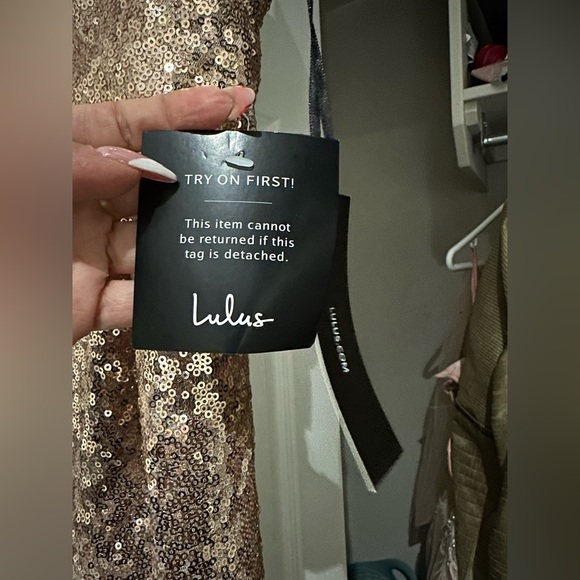 TRY ON FIRST!
This item cannot
be returned if this
tag is detached.
Lulus
LULUS.COM